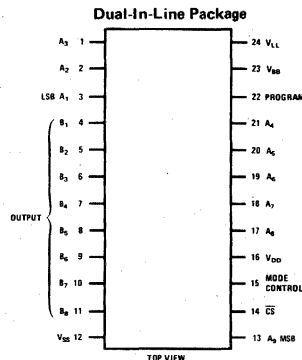 Dual-In-Line Package
A3 1
A2 2
LSB A1 3
B1 4
B2 5
B3 6
B4 7
B5 8
B6 9
B7 10
B8 11
VSS 12
OUTPUT
24 VLL
23 VBB
22 PROGRAM
21 A4
20 A5
19 A6
18 A7
17 A8
16 VDD
15 MODE CONTROL
14 CS
13 A9 MSB
TOP VIEW